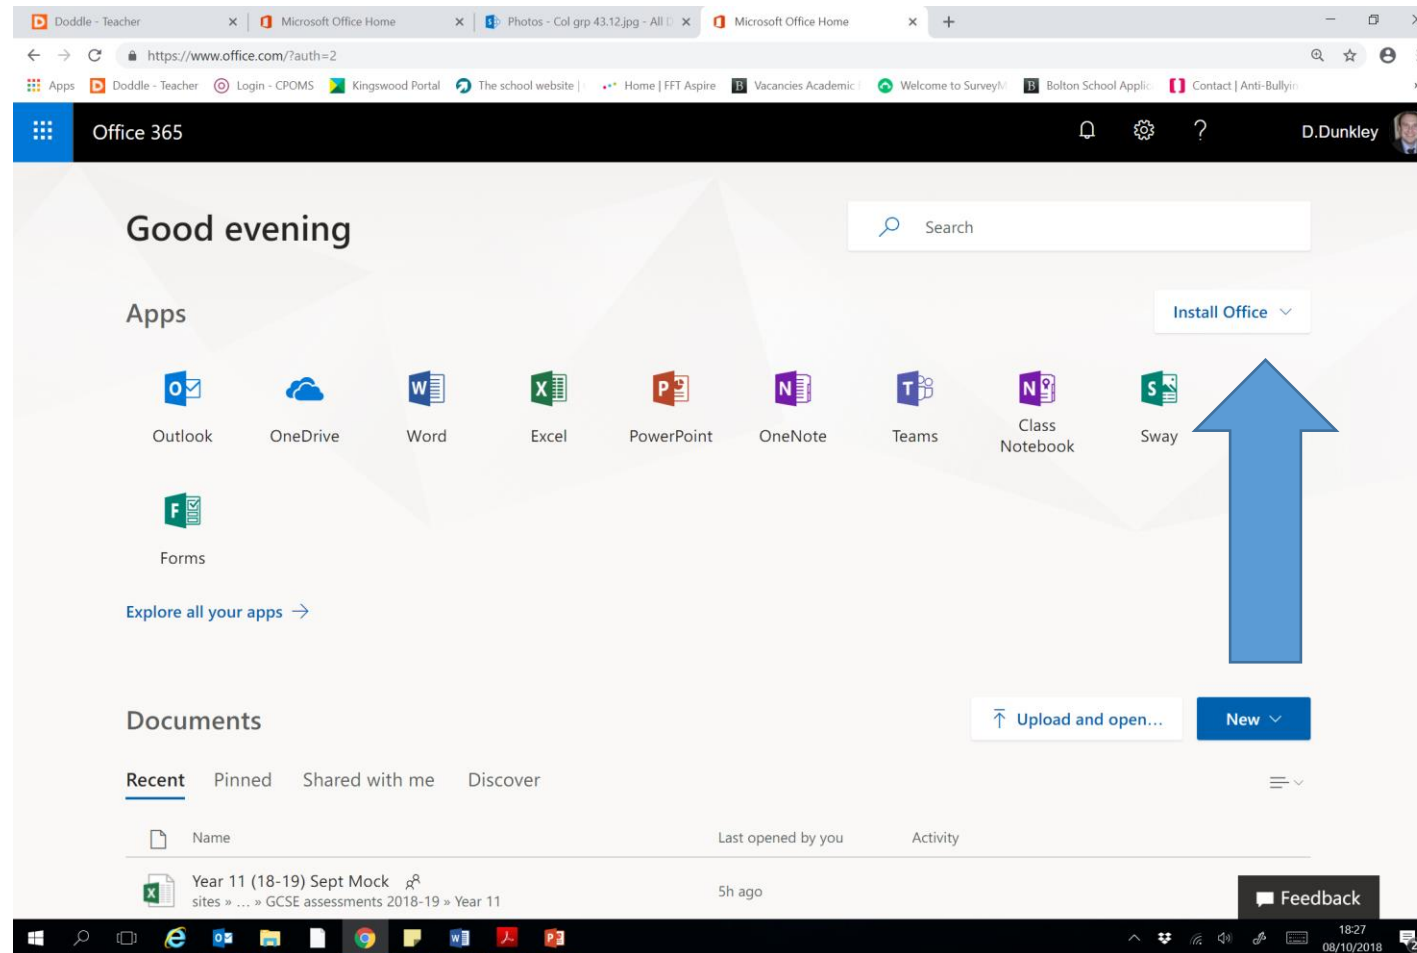 Doddle - Teacher
Microsoft Office Home
Photos - Col grp 43.12.jpg - All D
Microsoft Office Home
https://www.office.com/?auth=2
Apps
Doddle - Teacher
Login - CPOMS
Kingswood Portal
The school website |
Home | FFT Aspire
Vacancies Academic
Welcome to SurveyM
Bolton School Applic
Contact | Anti-Bullyin
Office 365
?
D.Dunkley
Good evening
Search
Apps
Install Office
Outlook
OneDrive
Word
Excel
PowerPoint
OneNote
Teams
Class
Notebook
Sway
Forms
Explore all your apps →
Documents
Upload and open...
New
Recent
Pinned
Shared with me
Discover
Name
Last opened by you
Activity
Year 11 (18-19) Sept Mock
sites » ... » GCSE assessments 2018-19 » Year 11
5h ago
Feedback
18:27
08/10/2018